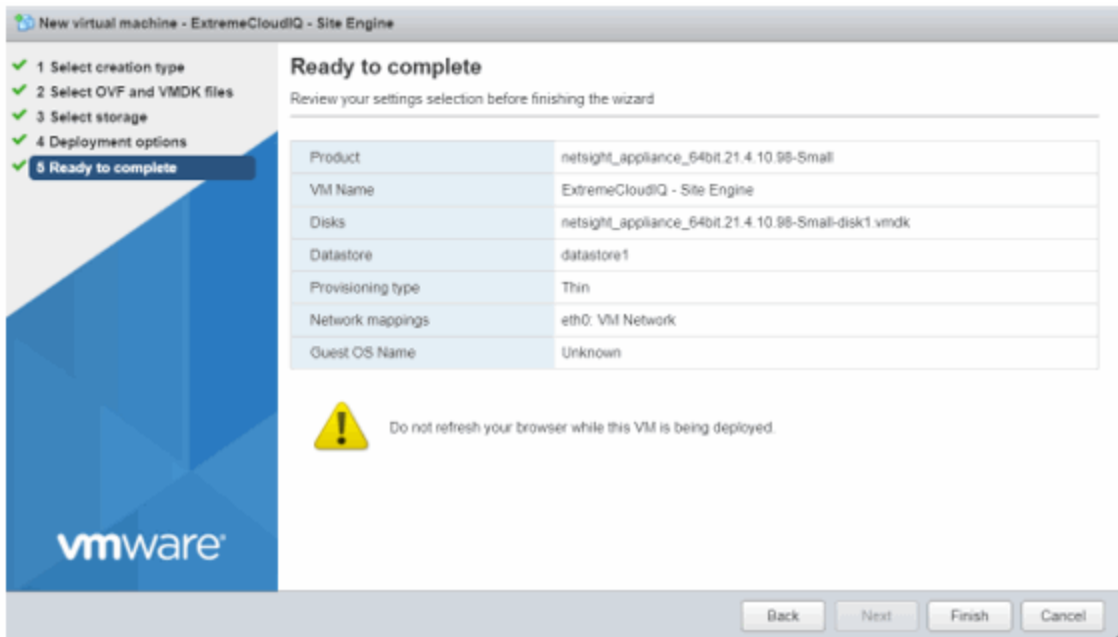 New virtual machine - ExtremeCloudIQ - Site Engine
1 Select creation type
2 Select OVF and VMDK files
3 Select storage
4 Deployment options
5 Ready to complete
vmware
Ready to complete
Review your settings selection before finishing the wizard
Product netsight_appliance_64bit.21.4.10.98-Small
VM Name ExtremeCloudIQ - Site Engine
Disks netsight_appliance_64bit.21.4.10.98-Small-disk1.vmdk
Datastore datastore1
Provisioning type Thin
Network mappings eth0: VM Network
Guest OS Name Unknown
Do not refresh your browser while this VM is being deployed.
Back Next Finish Cancel